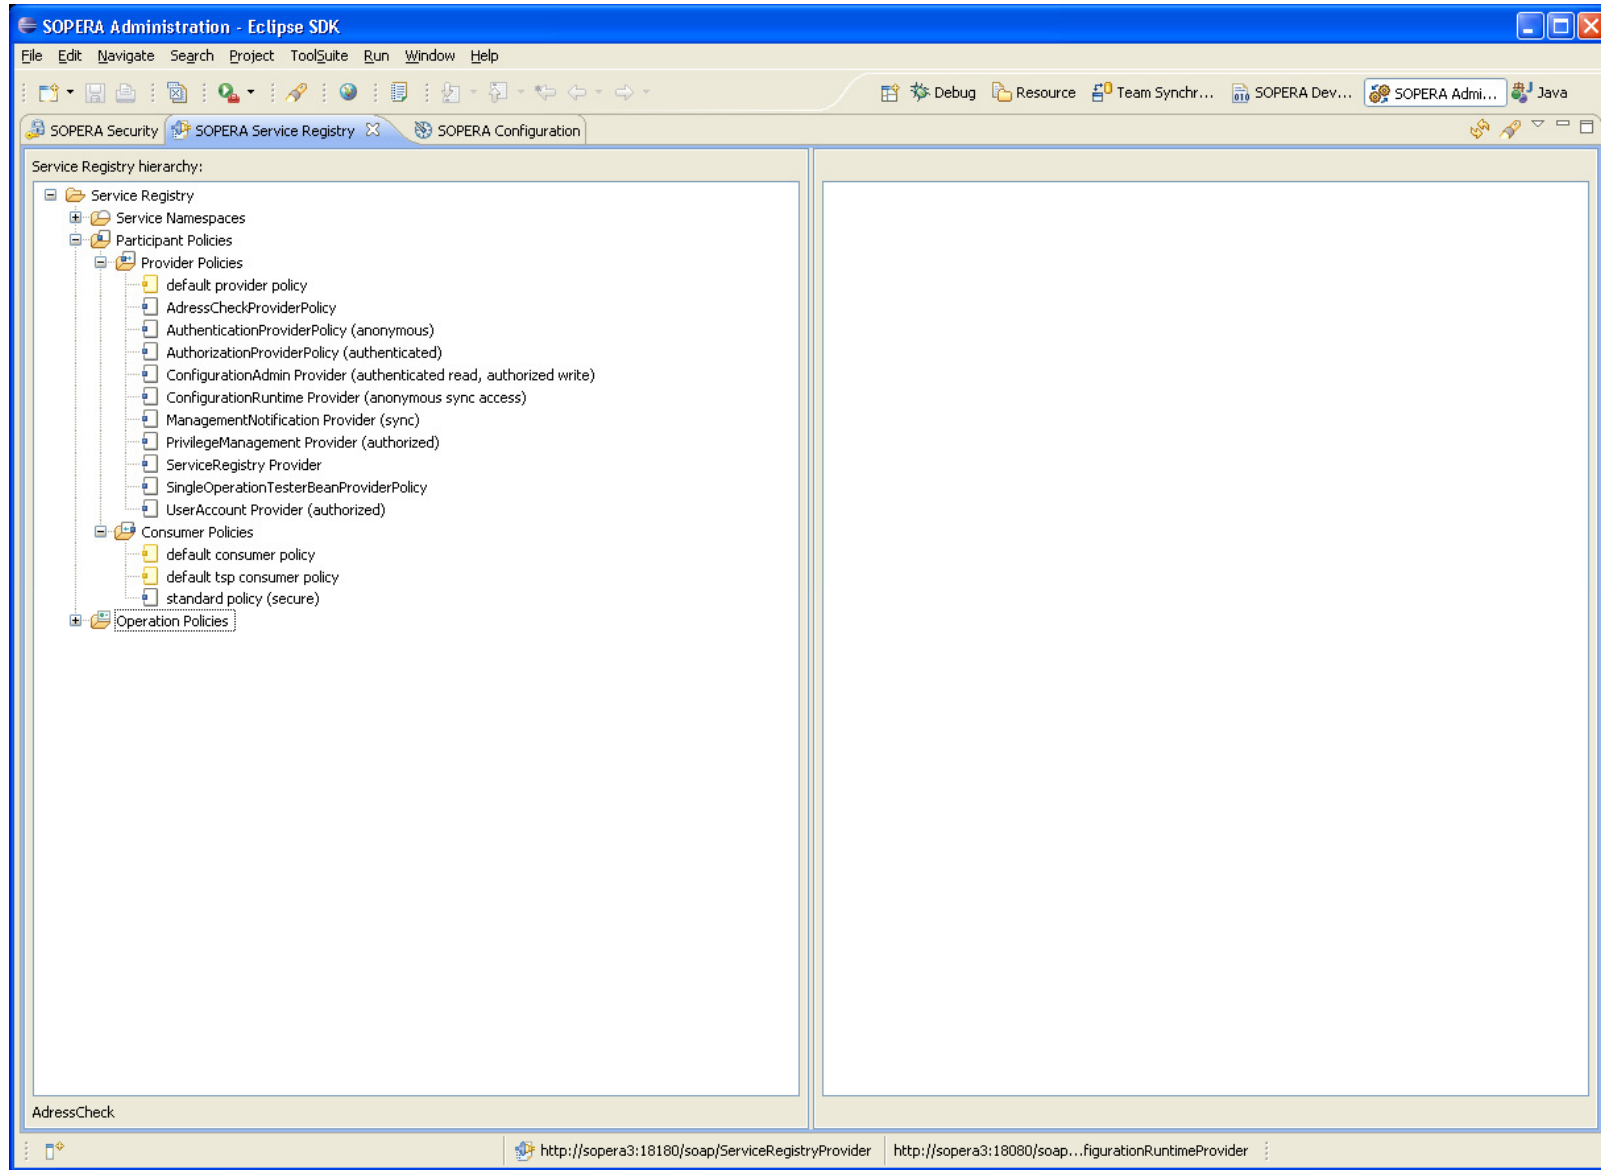 SOPERA Administration - Eclipse SDK
File Edit Navigate Search Project ToolSuite Run Window Help
Debug Resource Team Synchr... SOPERA Dev... SOPERA Admi... Java
SOPERA Security SOPERA Service Registry SOPERA Configuration
Service Registry hierarchy:
Service Registry
Service Namespaces
Participant Policies
Provider Policies
default provider policy
AdressCheckProviderPolicy
AuthenticationProviderPolicy (anonymous)
AuthorizationProviderPolicy (authenticated)
ConfigurationAdmin Provider (authenticated read, authorized write)
ConfigurationRuntime Provider (anonymous sync access)
ManagementNotification Provider (sync)
PrivilegeManagement Provider (authorized)
ServiceRegistry Provider
SingleOperationTesterBeanProviderPolicy
UserAccount Provider (authorized)
Consumer Policies
default consumer policy
default tsp consumer policy
standard policy (secure)
Operation Policies
AdressCheck
http://sopera3:18180/soap/ServiceRegistryProvider http://sopera3:18080/soap...figurationRuntimeProvider